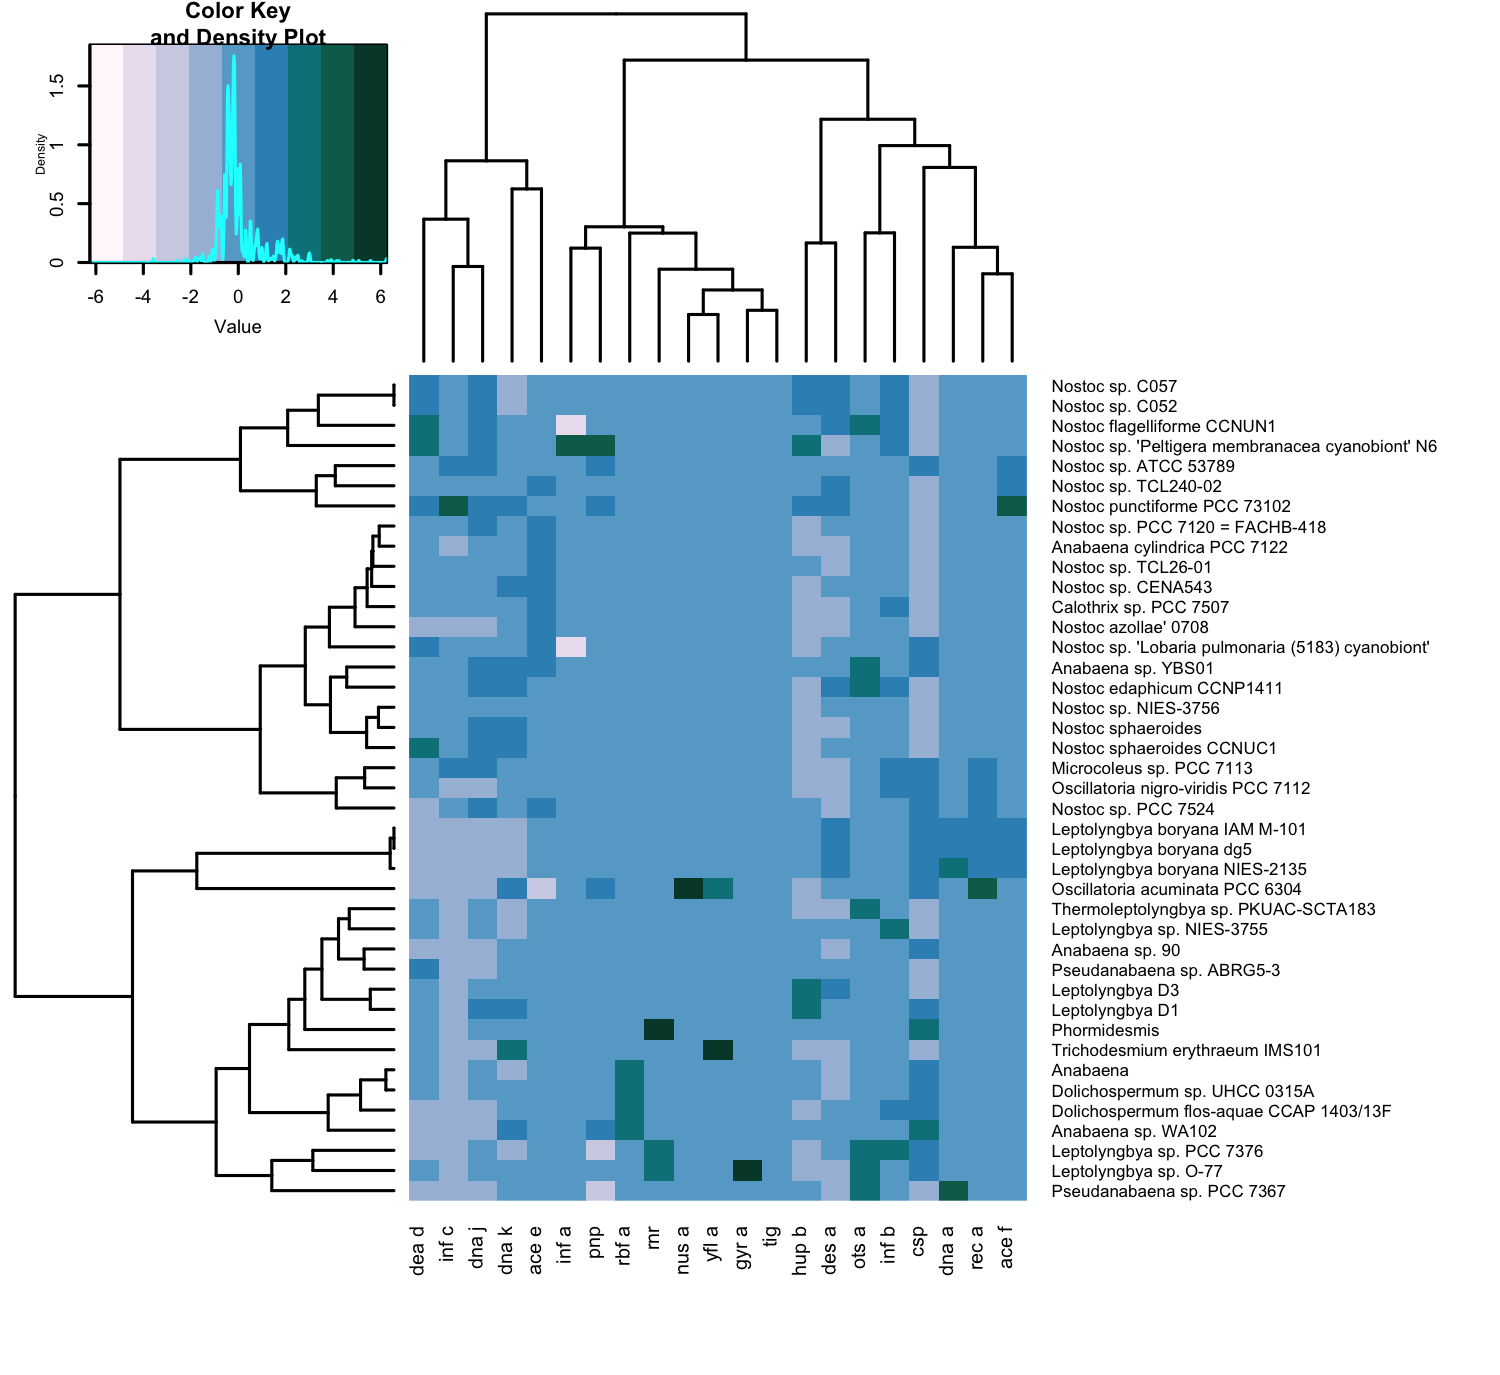 Color Key
and Density Plot
Density
0
0.5
1
1.5
-6 -4 -2 0 2 4 6
Value
Nostoc sp. C057
Nostoc sp. C052
Nostoc flagelliforme CCNUN1
Nostoc sp. 'Peltigera membranacea cyanobiont' N6
Nostoc sp. ATCC 53789
Nostoc sp. TCL240-02
Nostoc punctiforme PCC 73102
Nostoc sp. PCC 7120 = FACHB-418
Anabaena cylindrica PCC 7122
Nostoc sp. TCL26-01
Nostoc sp. CENA543
Calothrix sp. PCC 7507
Nostoc azollae' 0708
Nostoc sp. 'Lobaria pulmonaria (5183) cyanobiont'
Anabaena sp. YBS01
Nostoc edaphicum CCNP1411
Nostoc sp. NIES-3756
Nostoc sphaeroides
Nostoc sphaeroides CCNUC1
Microcoleus sp. PCC 7113
Oscillatoria nigro-viridis PCC 7112
Nostoc sp. PCC 7524
Leptolyngbya boryana IAM M-101
Leptolyngbya boryana dg5
Leptolyngbya boryana NIES-2135
Oscillatoria acuminata PCC 6304
Thermoleptolyngbya sp. PKUAC-SCTA183
Leptolyngbya sp. NIES-3755
Anabaena sp. 90
Pseudanabaena sp. ABRG5-3
Leptolyngbya D3
Leptolyngbya D1
Phormidesmis
Trichodesmium erythraeum IMS101
Anabaena
Dolichospermum sp. UHCC 0315A
Dolichospermum flos-aquae CCAP 1403/13F
Anabaena sp. WA102
Leptolyngbya sp. PCC 7376
Leptolyngbya sp. O-77
Pseudanabaena sp. PCC 7367
dea d
inf c
dna j
dna k
ace e
inf a
pnp
rbf a
rnr
nus a
yfl a
gyr a
tig
hup b
des a
ots a
inf b
csp
dna a
rec a
ace f